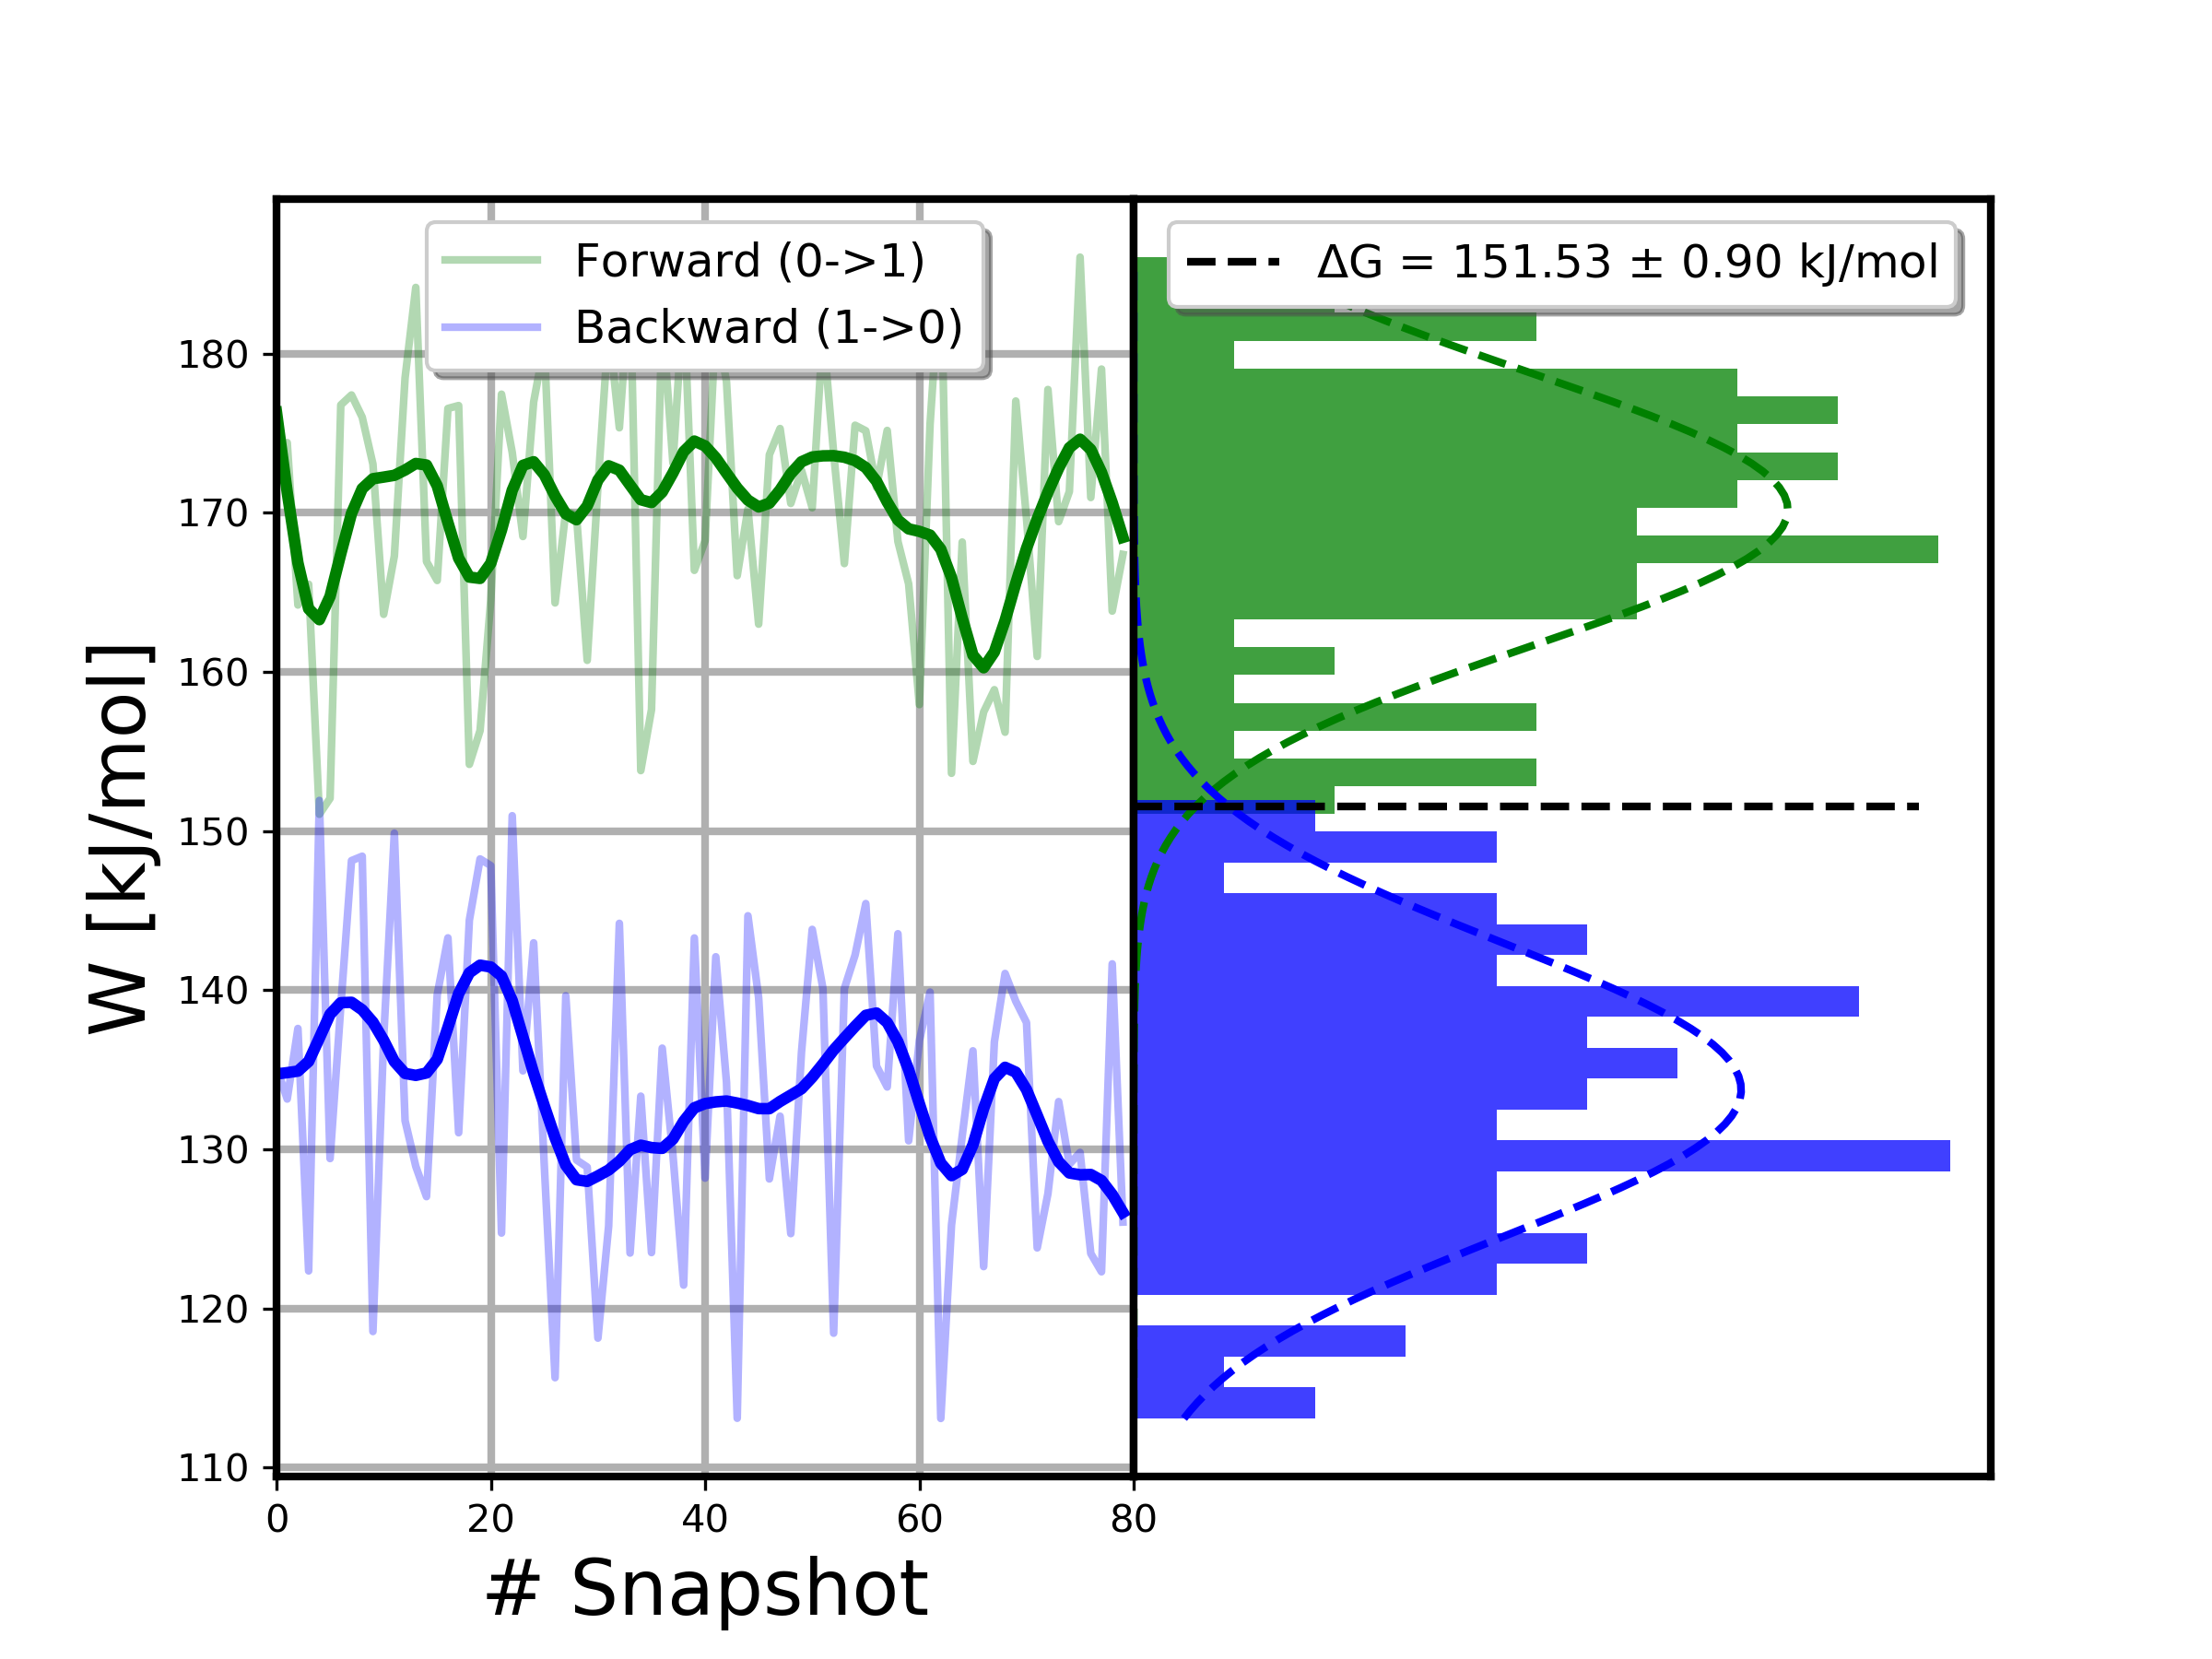 Forward (0->1)
Backward (1->0)
ΔG = 151.53 ± 0.90 kJ/mol
W [kJ/mol]
180
170
160
150
140
130
120
110
0 20 40 60 80
# Snapshot